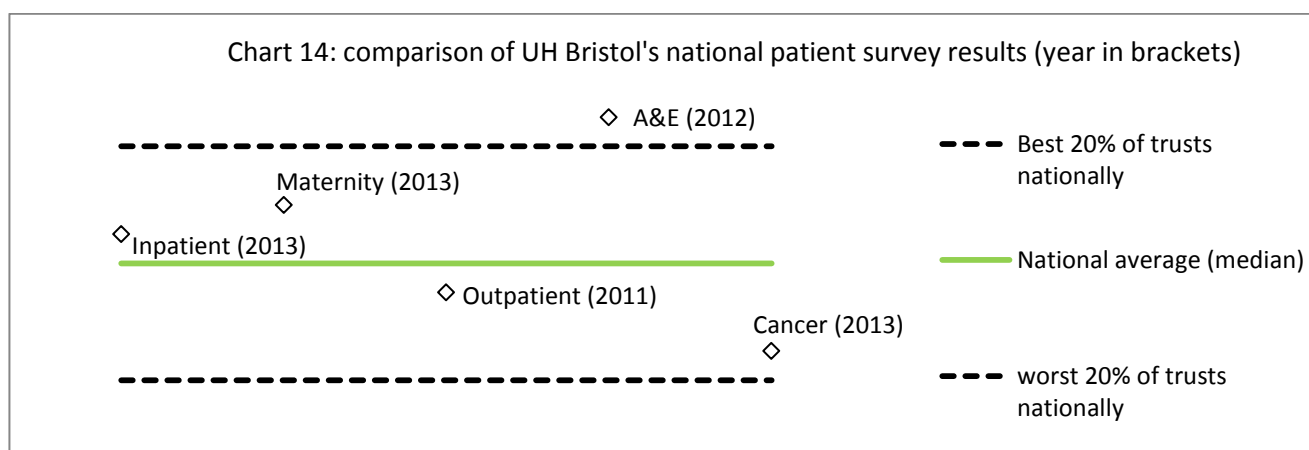 Chart 14: comparison of UH Bristol's national patient survey results (year in brackets)
A&E (2012)
Best 20% of trusts
nationally
Maternity (2013)
Inpatient (2013)
National average (median)
Outpatient (2011)
Cancer (2013)
worst 20% of trusts
nationally